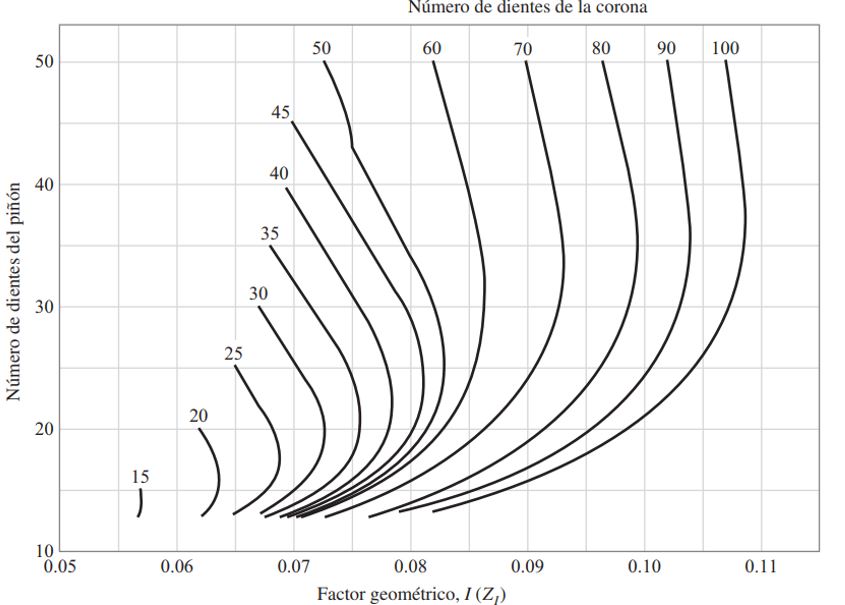 Número de dientes de la corona
50 60 70 80 90 100
50
45
40
40
35
30
30
25
20
20
15
10
0.05 0.06 0.07 0.08 0.09 0.10 0.11
Número de dientes del piñón
Factor geométrico, I (Z_I)